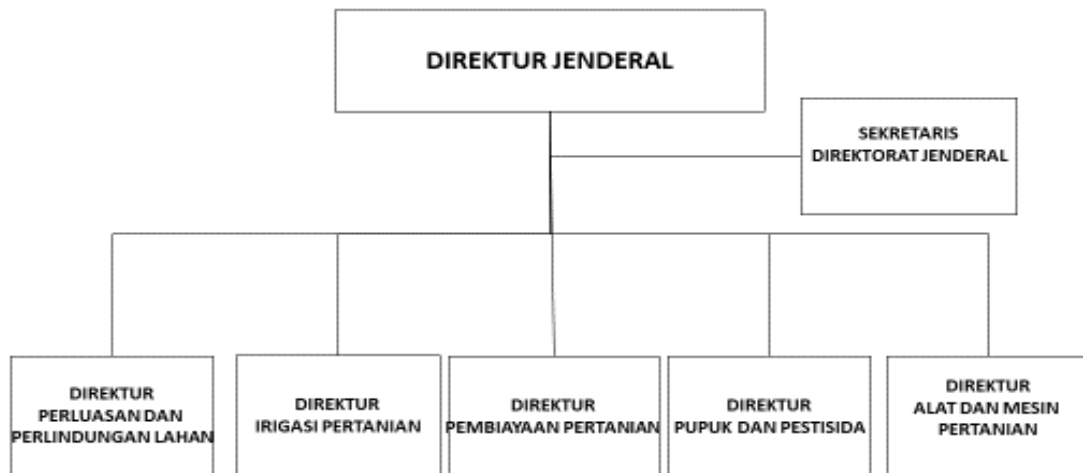 DIREKTUR JENDERAL
SEKRETARIS
DIREKTORAT JENDERAL
DIREKTUR
PERLUASAN DAN
PERLINDUNGAN LAHAN
DIREKTUR
IRIGASI PERTANIAN
DIREKTUR
PEMBIAYAAN PERTANIAN
DIREKTUR
PUPUK DAN PESTISIDA
DIREKTUR
ALAT DAN MESIN
PERTANIAN